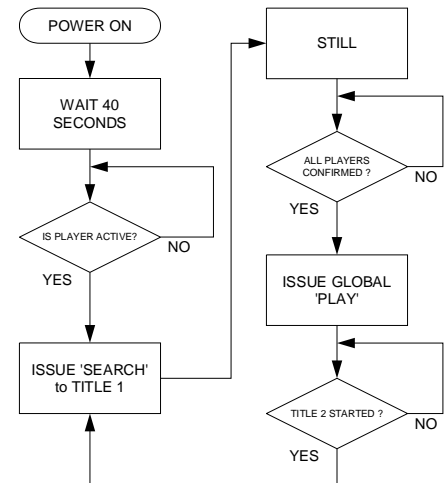 POWER ON
WAIT 40
SECONDS
IS PLAYER ACTIVE?
NO
YES
ISSUE 'SEARCH'
to TITLE 1
STILL
ALL PLAYERS
CONFIRMED ?
NO
YES
ISSUE GLOBAL
'PLAY'
TITLE 2 STARTED ?
NO
YES